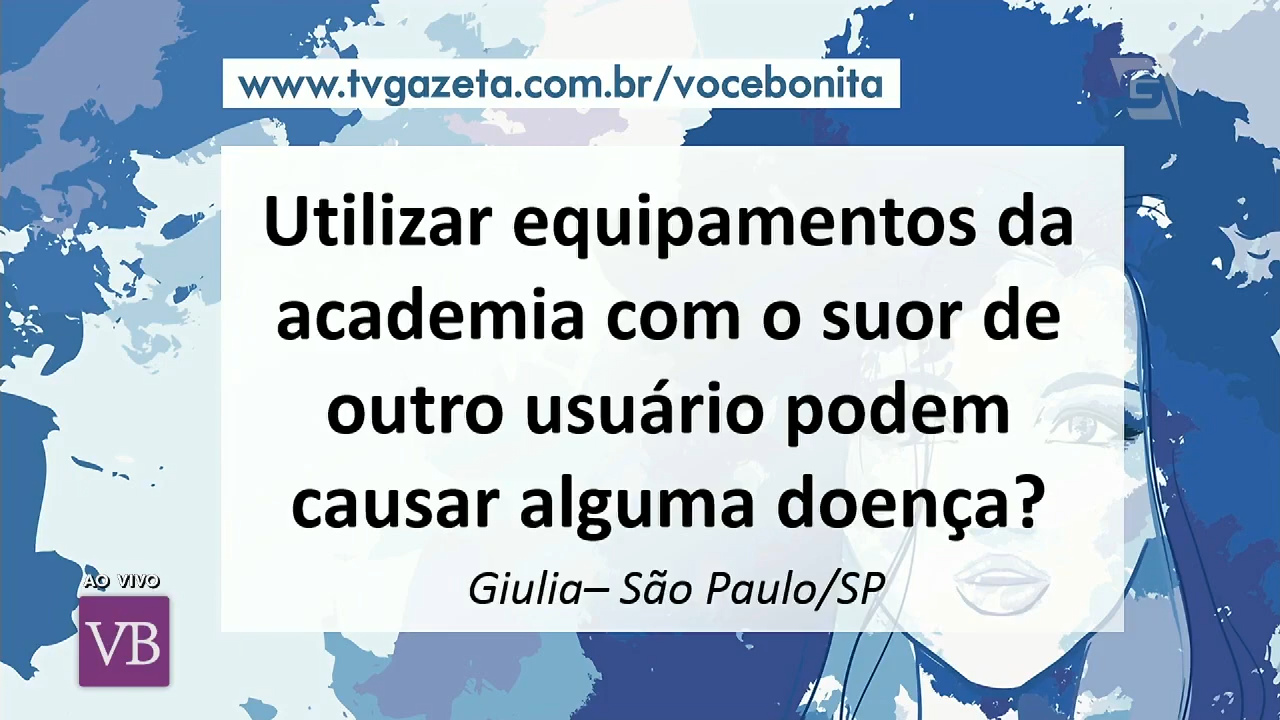 www.tvgazeta.com.br/vocebonita
Utilizar equipamentos da
academia com o suor de
outro usuário podem
causar alguma doença?
Giulia– São Paulo/SP
AO VIVO
VB